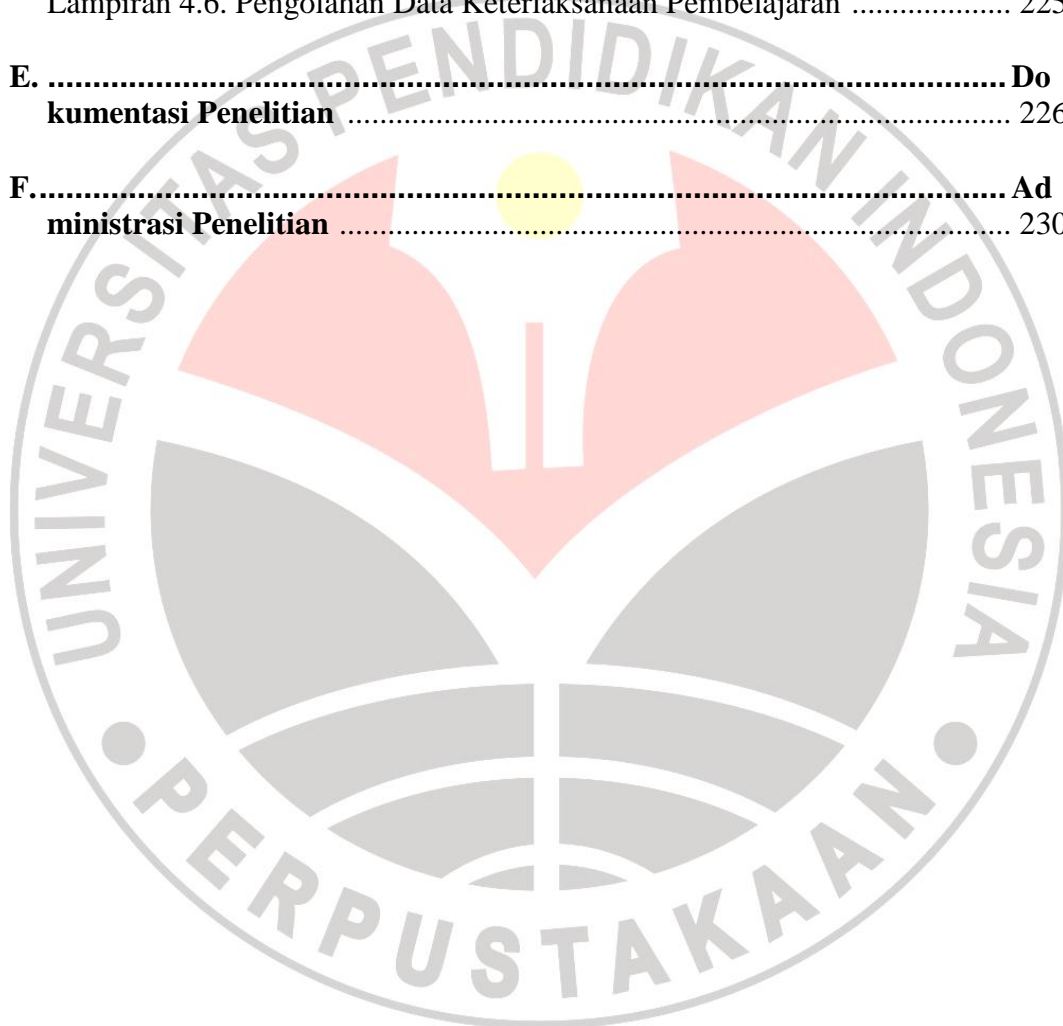 Lampiran 4.6. Pengolahan Data Keterlaksanaan Pembelajaran ................... 225
E. ........................................................................................................... Do
kumentasi Penelitian ........................................................................... 226
F............................................................................................................. Ad
ministrasi Penelitian ........................................................................... 230
UNIVERSITAS PENDIDIKAN INDONESIA
PERPUSTAKAAN